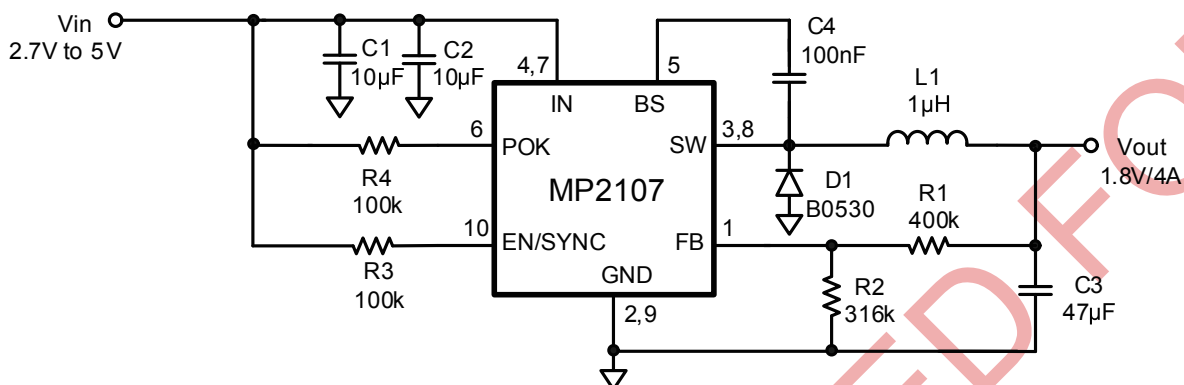 Vin
2.7V to 5V
C1
10µF
C2
10µF
4,7
5
C4
100nF
IN
BS
L1
1µH
6
POK
SW
3,8
Vout
1.8V/4A
R4
100k
MP2107
D1
B0530
R1
400k
10
EN/SYNC
FB
1
R3
100k
GND
2,9
R2
316k
C3
47µF